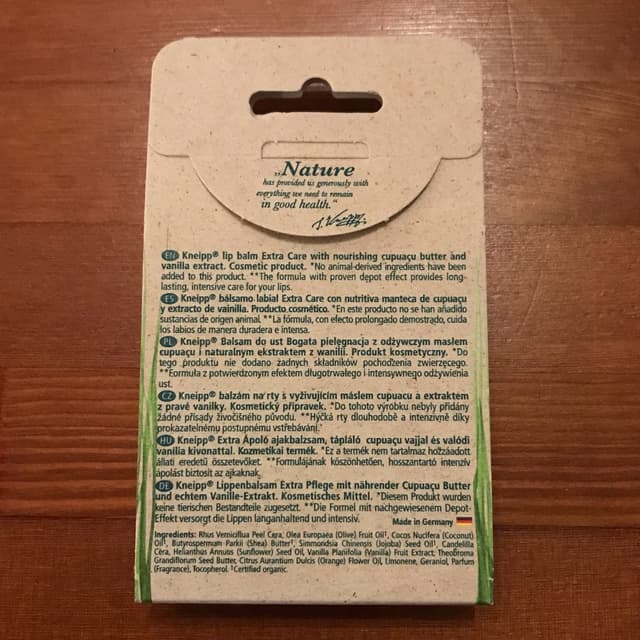 „Nature
has provided us generously with
everything we need to remain
in good health."
EN Kneipp® lip balm Extra Care with nourishing cupuaçu butter and
vanilla extract. Cosmetic product. *No animal-derived ingredients have been
added to this product. **The formula with proven depot effect provides long-
lasting, intensive care for your lips.
ES Kneipp® bálsamo labial Extra Care con nutritiva manteca de cupuaçu
y extracto de vainilla. Producto cosmético. *En este producto no se han añadido
sustancias de origen animal. **La fórmula, con efecto prolongado demostrado, cuida
los labios de manera duradera e intensa.
PL Kneipp® Balsam do ust Bogata pielęgnacja z odżywczym masłem
cupuaçu i naturalnym ekstraktem z wanilii. Produkt kosmetyczny. *Do
tego produktu nie dodano żadnych składników pochodzenia zwierzęcego.
**Formuła z potwierdzonym efektem długotrwałego i intensywnego odżywienia
ust.
CZ Kneipp® balzám na rty s vyživujícím máslem cupuacu a extraktem
z pravé vanilky. Kosmetický přípravek. *Do tohoto výrobku nebyly přidány
žádné přísady živočišného původu. **Hýčká rty dlouhodobě a intenzivně díky
prokazatelnému postupnému vstřebávání.
HU Kneipp® Extra Ápoló ajakbalzsam, tápláló cupuaçu vajjal és valódi
vanília kivonattal. Kozmetikai termék. *Ez a termék nem tartalmaz hozzáadott
állati eredetű összetevőket. **Formulájának köszönhetően, hosszantartó intenzív
ápolást biztosít az ajkaknak.
DE Kneipp® Lippenbalsam Extra Pflege mit nährender Cupuaçu Butter
und echtem Vanille-Extrakt. Kosmetisches Mittel. *Diesem Produkt wurden
keine tierischen Bestandteile zugesetzt. **Die Formel mit nachgewiesenem Depot-
Effekt versorgt die Lippen langanhaltend und intensiv.
Made in Germany
Ingredients: Rhus Verniciflua Peel Cera, Olea Europaea (Olive) Fruit Oil¹, Cocos Nucifera (Coconut)
Oil¹, Butyrospermum Parkii (Shea) Butter¹, Simmondsia Chinensis (Jojoba) Seed Oil¹, Candelilla
Cera, Helianthus Annuus (Sunflower) Seed Oil, Vanilla Planifolia (Vanilla) Fruit Extract, Theobroma
Grandiflorum Seed Butter, Citrus Aurantium Dulcis (Orange) Flower Oil, Limonene, Geraniol, Parfum
(Fragrance), Tocopherol. ¹Certified organic.